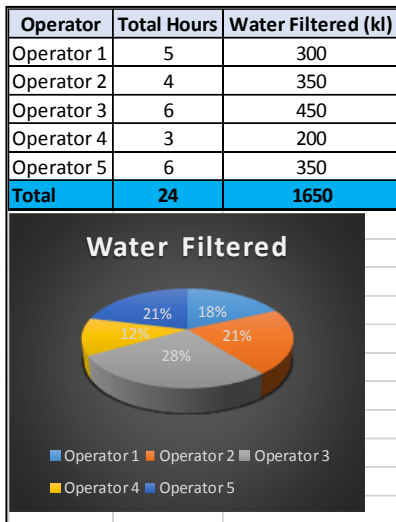 Operator Total Hours Water Filtered (kl)
Operator 1 5 300
Operator 2 4 350
Operator 3 6 450
Operator 4 3 200
Operator 5 6 350
Total 24 1650
Water Filtered
21% 18%
12% 21%
28%
Operator 1 Operator 2 Operator 3
Operator 4 Operator 5